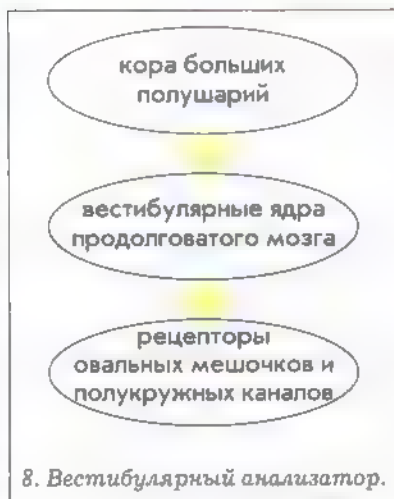 кора больших
полушарий
вестибулярные ядра
продолговатого мозга
рецепторы
овальных мешочков и
полукружных каналов
8. Вестибулярный анализатор.